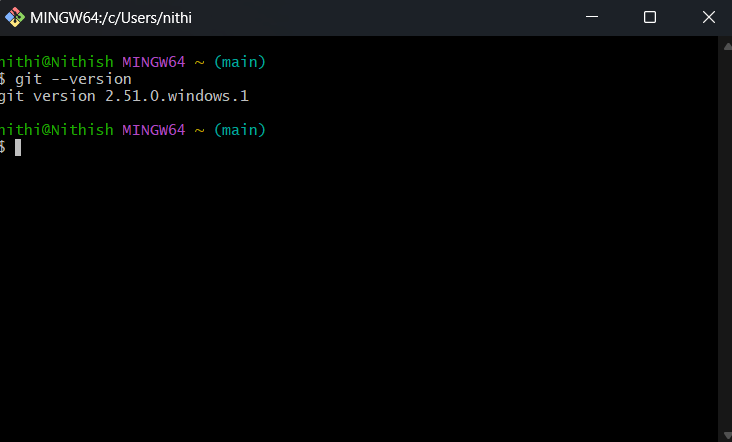 MINGW64:/c/Users/nithi
nithi@Nithish MINGW64 ~ (main)
$ git --version
git version 2.51.0.windows.1
nithi@Nithish MINGW64 ~ (main)
$